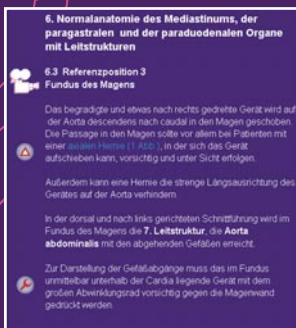 6. Normalanatomie des Mediastinums, der
paragastralen und der paraduodenalen Organe
mit Leitstrukturen
6.3 Referenzposition 3
Fundus des Magens
Das begradigte und etwas nach rechts gedrehte Gerät wird auf
der Aorta descendens nach caudal in den Magen geschoben.
Die Passage in den Magen sollte vor allem bei Patienten mit
einer axialen Hernie (1 Abb.), in der sich das Gerät
aufschieben kann, vorsichtig und unter Sicht erfolgen.
Außerdem kann eine Hernie die strenge Längsausrichtung des
Gerätes auf der Aorta verhindern.
In der dorsal und nach links gerichteten Schnittführung wird im
Fundus des Magens die 7. Leitstruktur, die Aorta
abdominalis mit den abgehenden Gefäßen erreicht.
Zur Darstellung der Gefäßabgänge muss das im Fundus
unmittelbar unterhalb der Cardia liegende Gerät mit dem
großen Abwinklungsrad vorsichtig gegen die Magenwand
gedrückt werden.